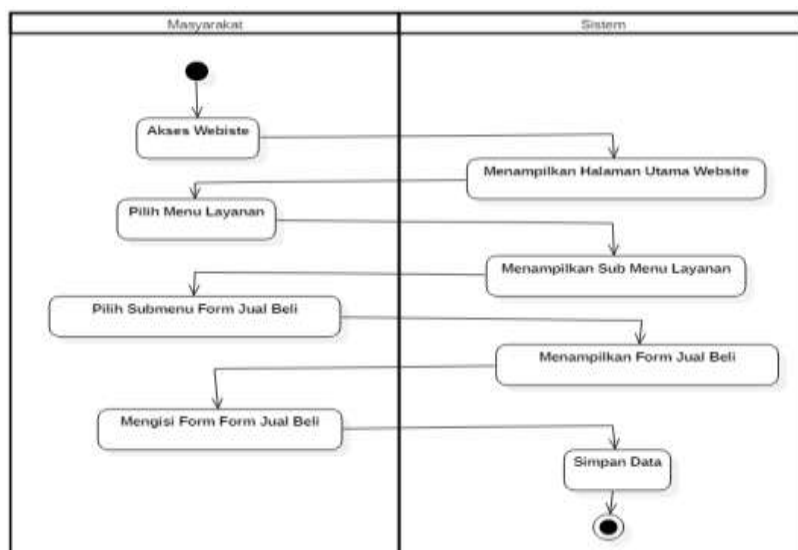 Masyarakat
Sistem
Akses Webiste
Menampilkan Halaman Utama Website
Pilih Menu Layanan
Menampilkan Sub Menu Layanan
Pilih Submenu Form Jual Beli
Menampilkan Form Jual Beli
Mengisi Form Form Jual Beli
Simpan Data